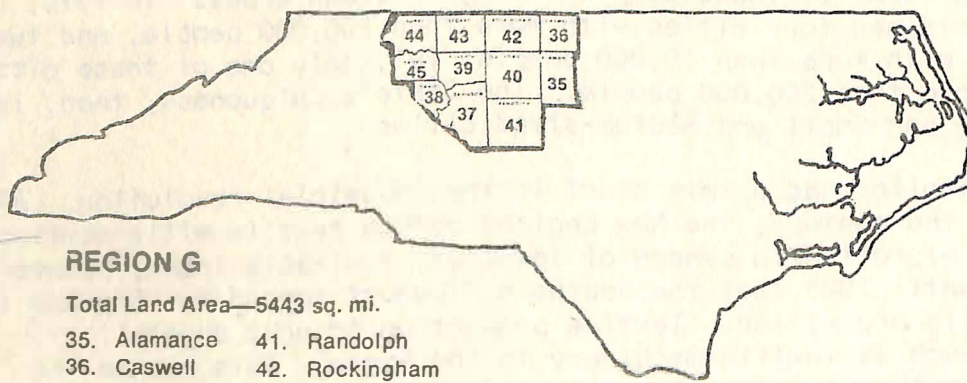 44 43 42 36
45 39 40 35
38 37 41
REGION G
Total Land Area—5443 sq. mi.
35. Alamance 41. Randolph
36. Caswell 42. Rockingham